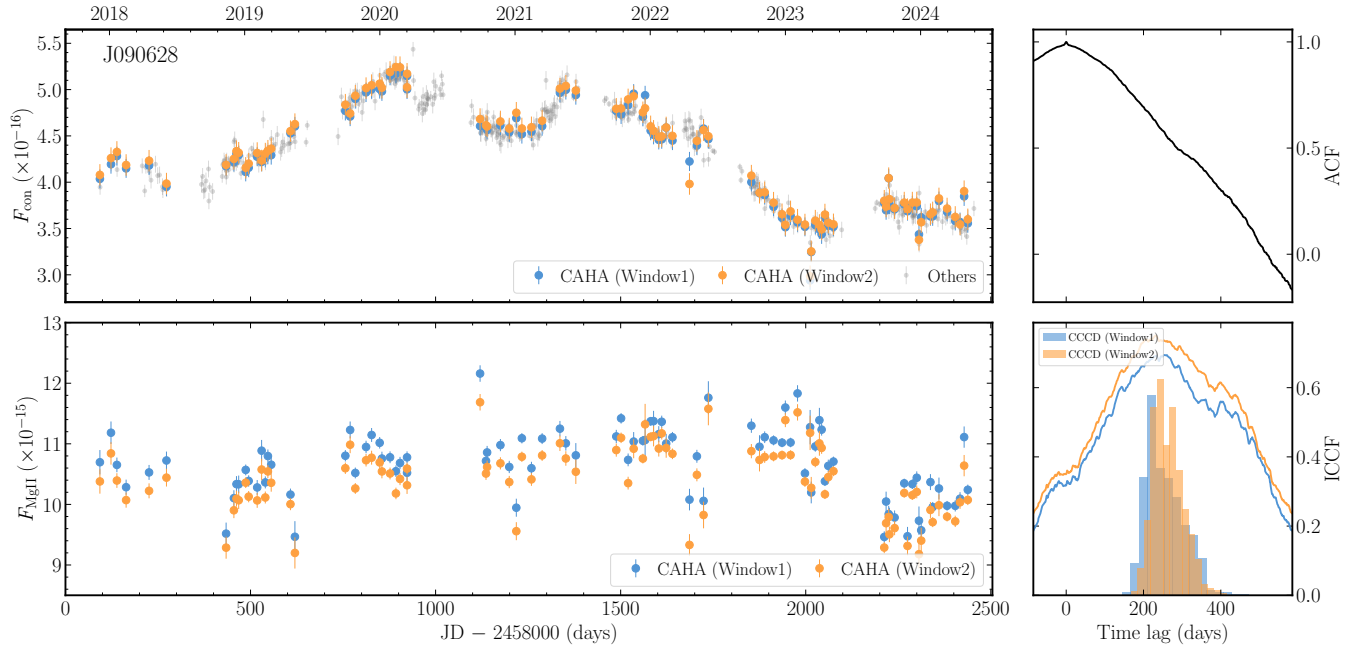 2018 2019 2020 2021 2022 2023 2024
J090628
F_con (×10^−16)
5.5
5.0
4.5
4.0
3.5
3.0
CAHA (Window1) CAHA (Window2) Others
1.0
0.5
0.0
ACF
F_MgII (×10^−15)
13
12
11
10
9
CAHA (Window1) CAHA (Window2)
0 500 1000 1500 2000 2500
JD − 2458000 (days)
CCCD (Window1)
CCCD (Window2)
0.6
0.4
0.2
0.0
ICCF
0 200 400
Time lag (days)